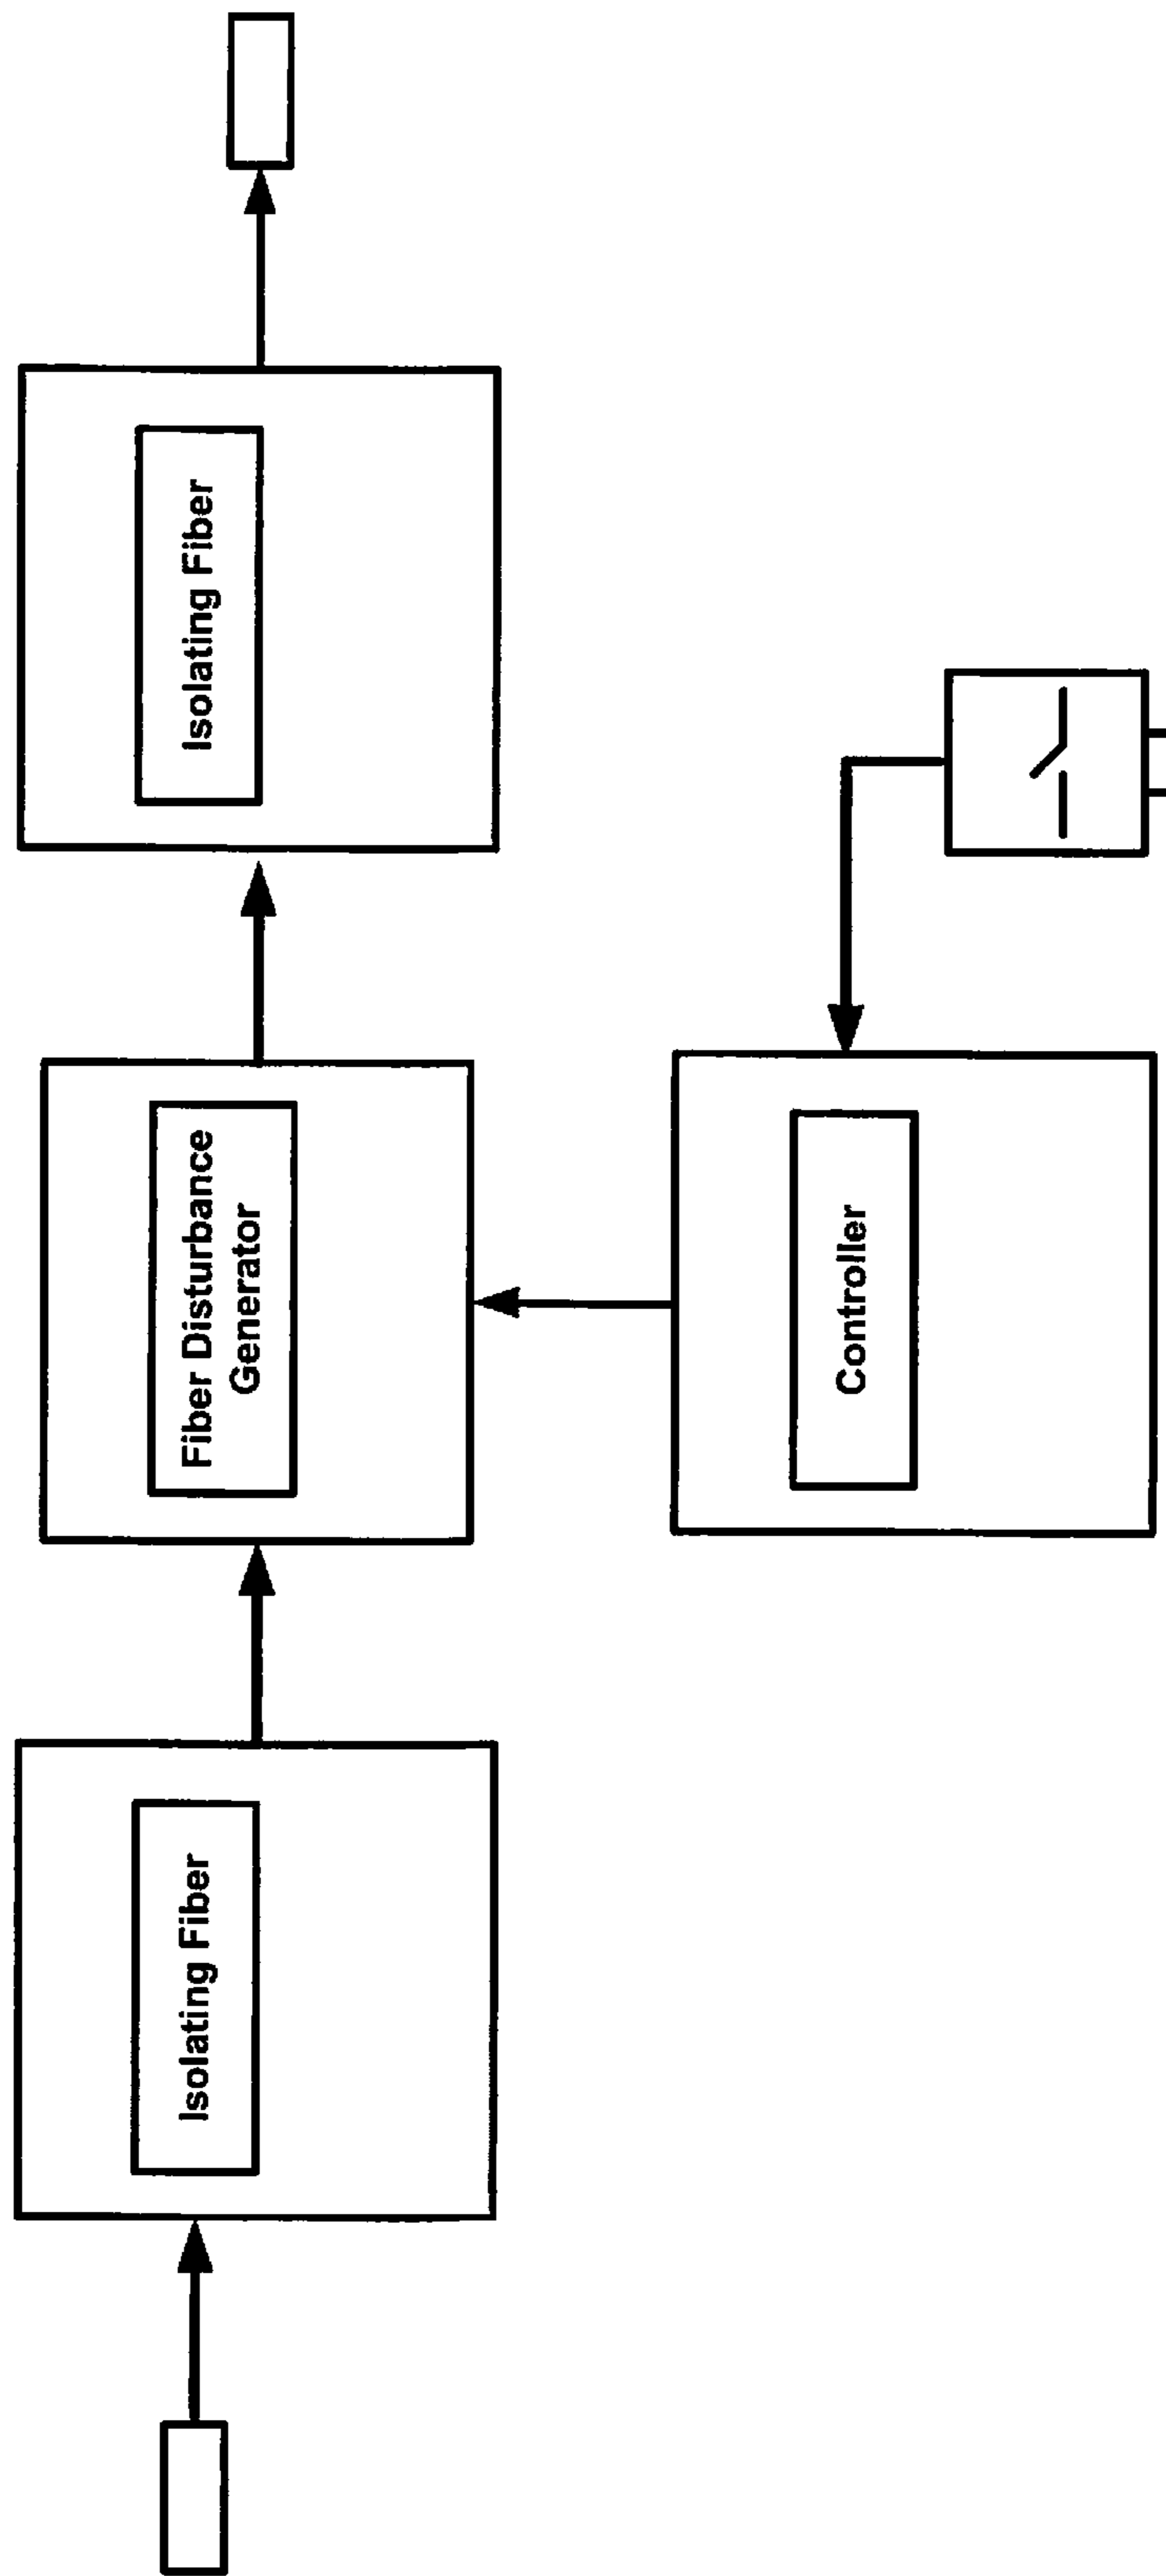 Isolating Fiber
Fiber Disturbance
Generator
Isolating Fiber
Controller